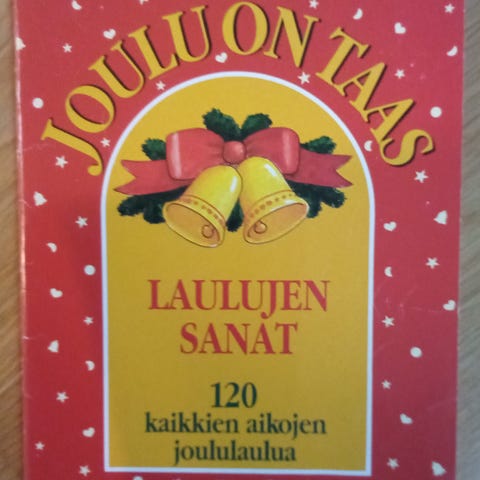 JOULU ON TAAS
LAULUJEN
SANAT
120
kaikkien aikojen
joululaulua